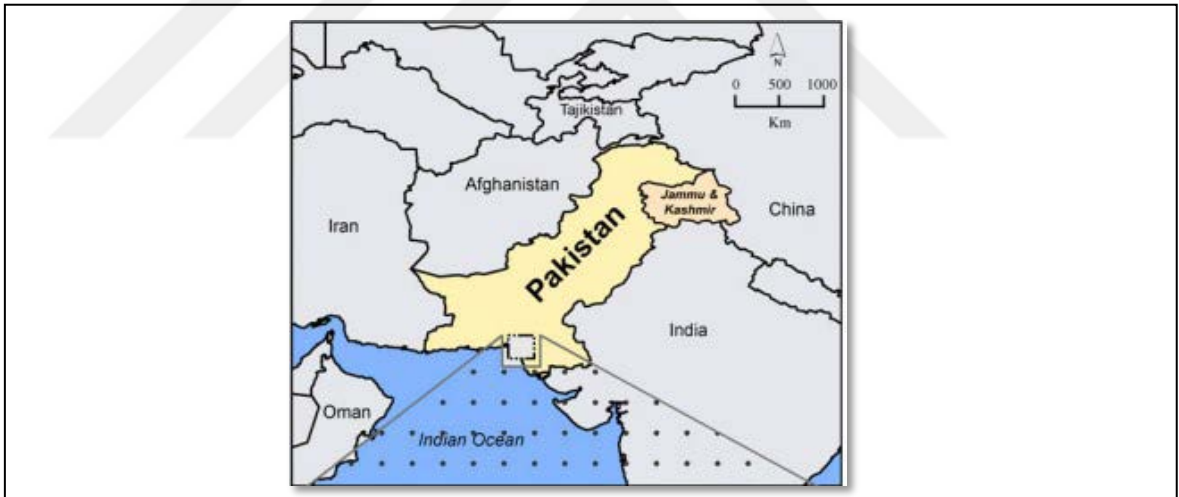 N
0 500 1000
Km
Tajikistan
Afghanistan
Jammu &
Kashmir
China
Iran
Pakistan
India
Oman
Indian Ocean